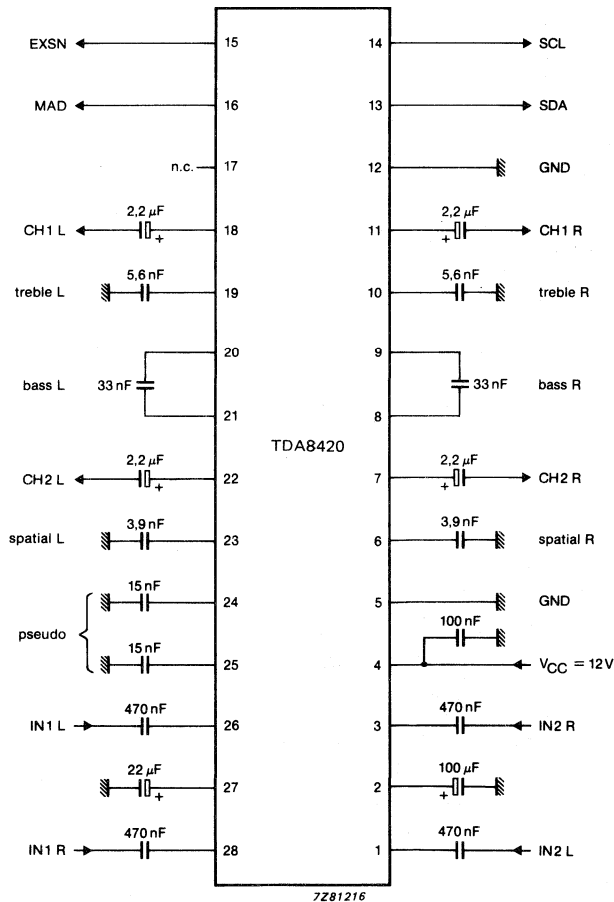 EXSN 15 14 SCL
MAD 16 13 SDA
n.c. 17 12 GND
2,2 µF 2,2 µF
CH1 L + 18 11 + CH1 R
5,6 nF 5,6 nF
treble L 19 10 treble R
20 9
bass L 33 nF 33 nF bass R
21 8
TDA8420
2,2 µF 2,2 µF
CH2 L + 22 7 + CH2 R
3,9 nF 3,9 nF
spatial L 23 6 spatial R
15 nF
24 5 GND
pseudo 100 nF
15 nF
25 4 VCC = 12 V
470 nF 470 nF
IN1 L 26 3 IN2 R
22 µF 100 µF
+ 27 2 +
470 nF 470 nF
IN1 R 28 1 IN2 L
7Z81216